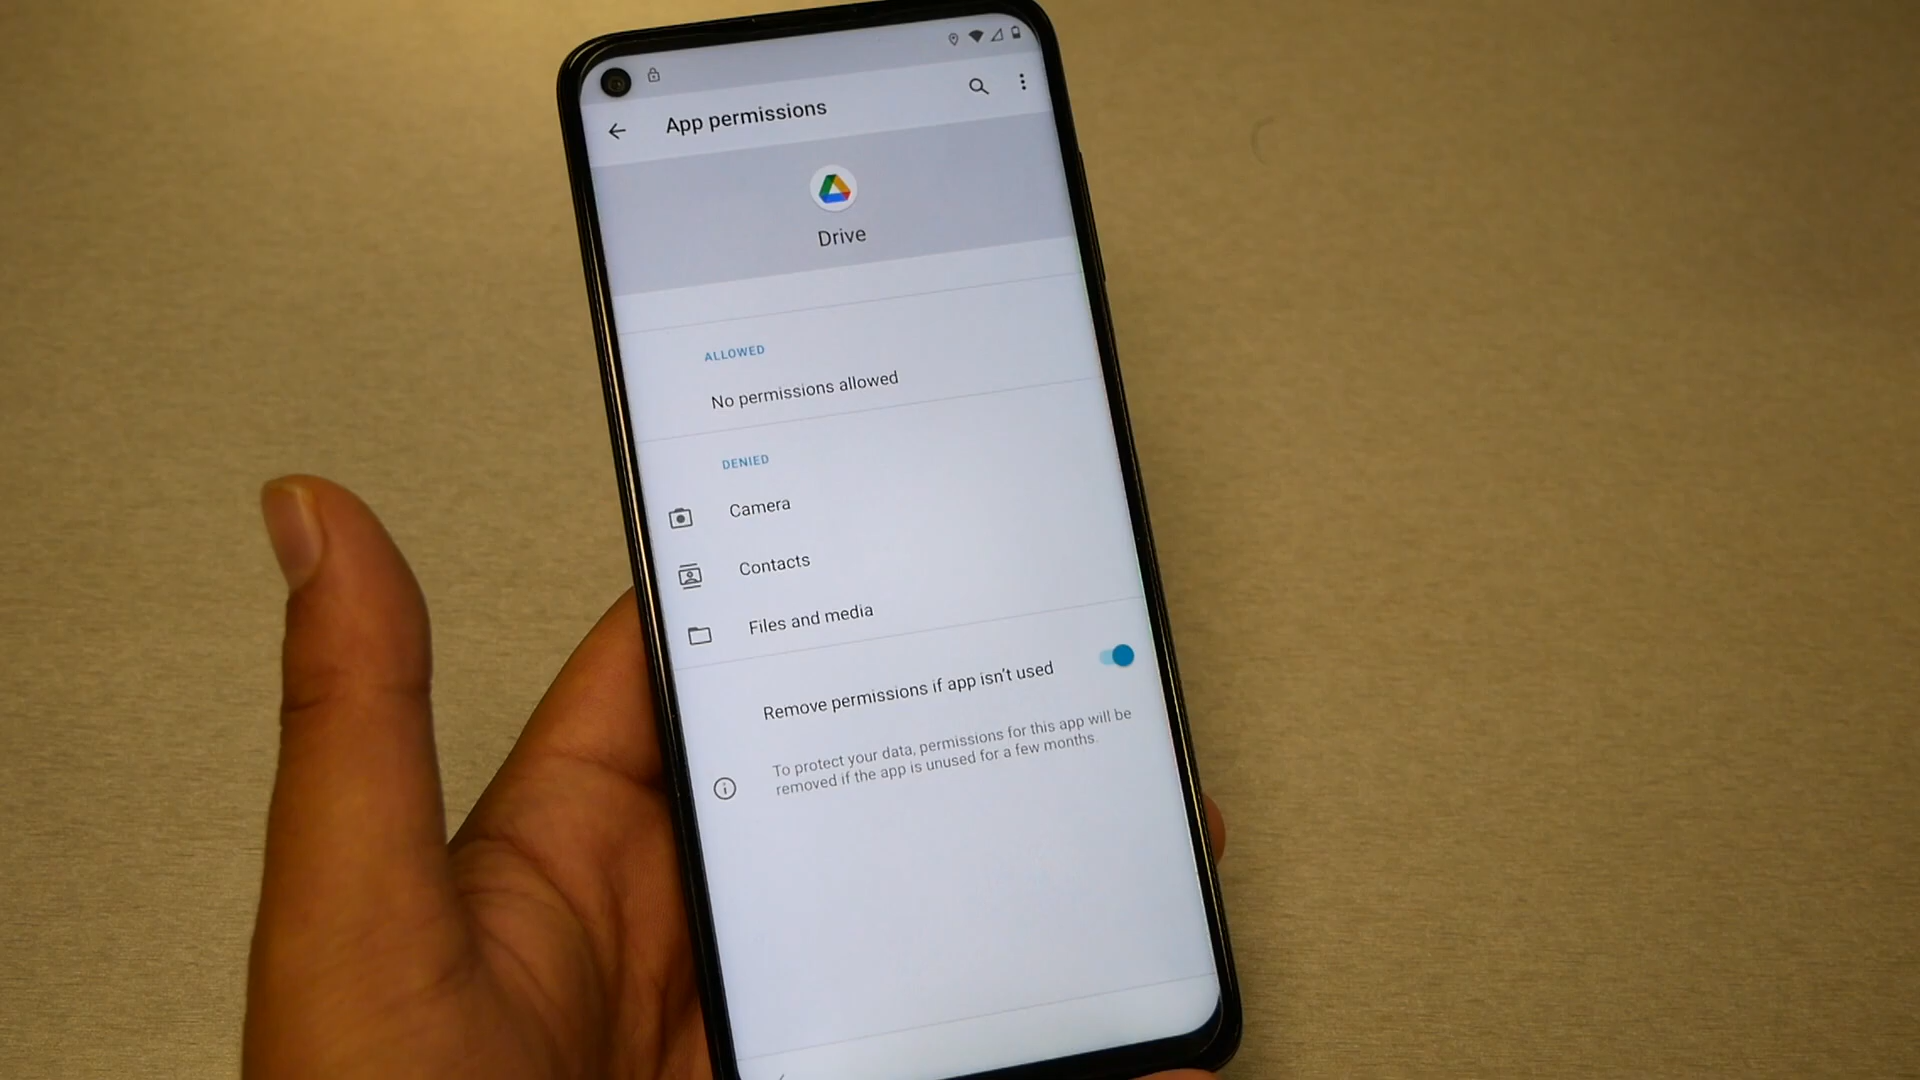 App permissions
Drive
ALLOWED
No permissions allowed
DENIED
Camera
Contacts
Files and media
Remove permissions if app isn't used
To protect your data, permissions for this app will be
removed if the app is unused for a few months.